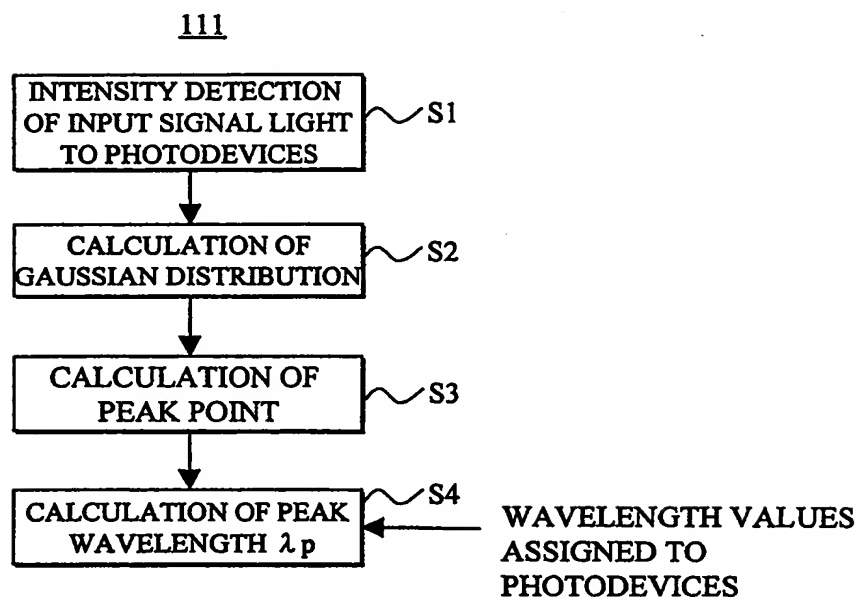 111
INTENSITY DETECTION
OF INPUT SIGNAL LIGHT
TO PHOTODEVICES
S1
CALCULATION OF
GAUSSIAN DISTRIBUTION
S2
CALCULATION OF
PEAK POINT
S3
CALCULATION OF PEAK
WAVELENGTH λp
S4
WAVELENGTH VALUES
ASSIGNED TO
PHOTODEVICES